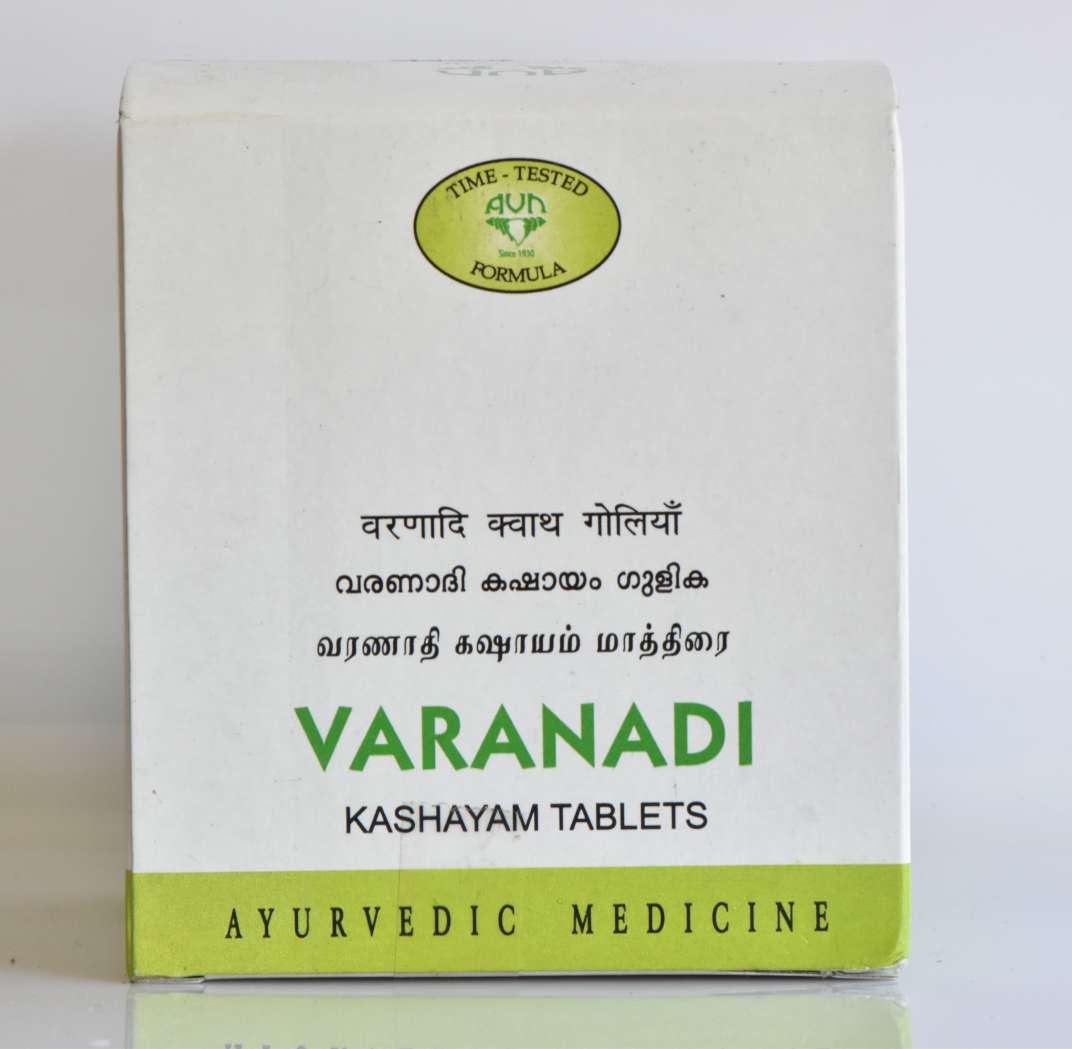 TIME - TESTED
AVN
Since 1930
FORMULA
वरणादि क्वाथ गोलियाँ
വരണാദി കഷായം ഗുളിക
வரணாதி கஷாயம் மாத்திரை
VARANADI
KASHAYAM TABLETS
AYURVEDIC MEDICINE